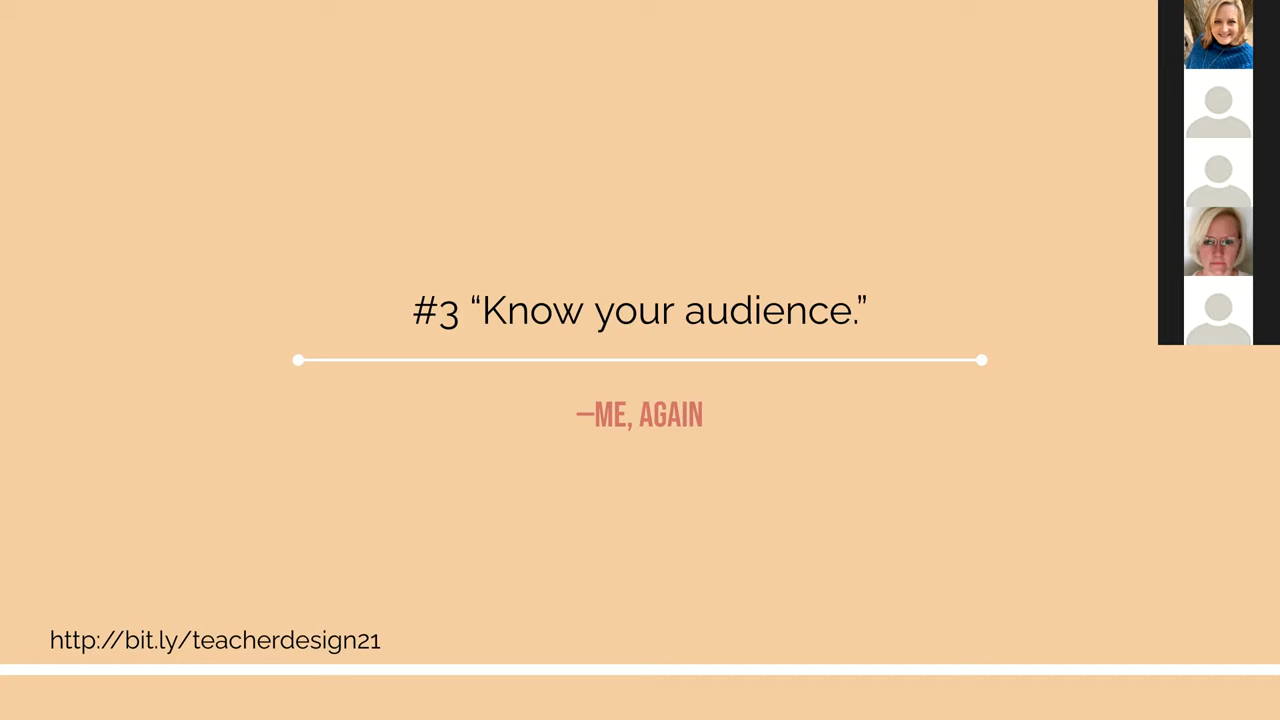 #3 “Know your audience.”
—ME, AGAIN
http://bit.ly/teacherdesign21